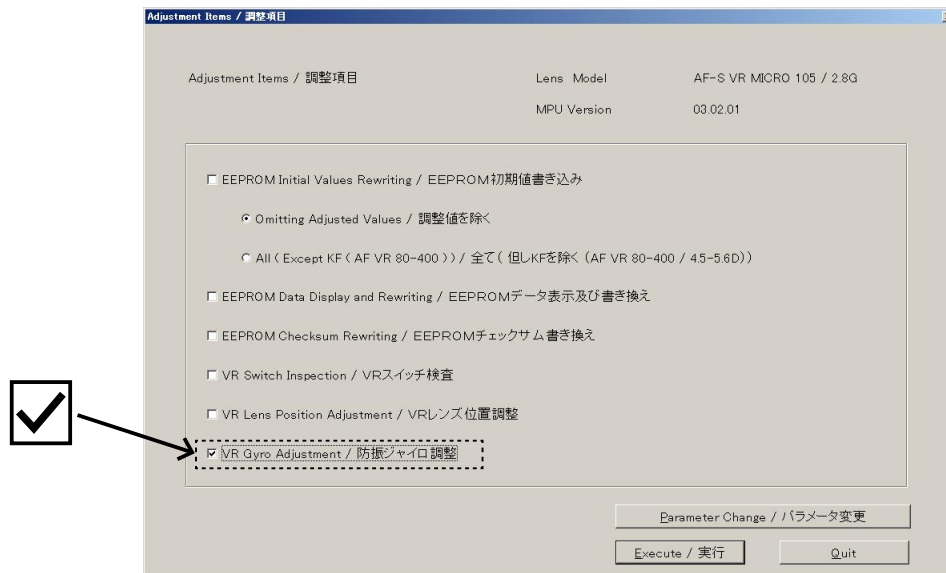 Adjustment Items / 調整項目
Adjustment Items / 調整項目
Lens Model AF-S VR MICRO 105 / 2.8G
MPU Version 03.02.01
EEPROM Initial Values Rewriting / EEPROM初期値書き込み
Omitting Adjusted Values / 調整値を除く
All ( Except KF ( AF VR 80-400 ) ) / 全て( 但しKFを除く (AF VR 80-400 / 4.5-5.6D))
EEPROM Data Display and Rewriting / EEPROMデータ表示及び書き換え
EEPROM Checksum Rewriting / EEPROMチェックサム書き換え
VR Switch Inspection / VRスイッチ検査
VR Lens Position Adjustment / VRレンズ位置調整
VR Gyro Adjustment / 防振ジャイロ調整
Parameter Change / パラメータ変更
Execute / 実行
Quit